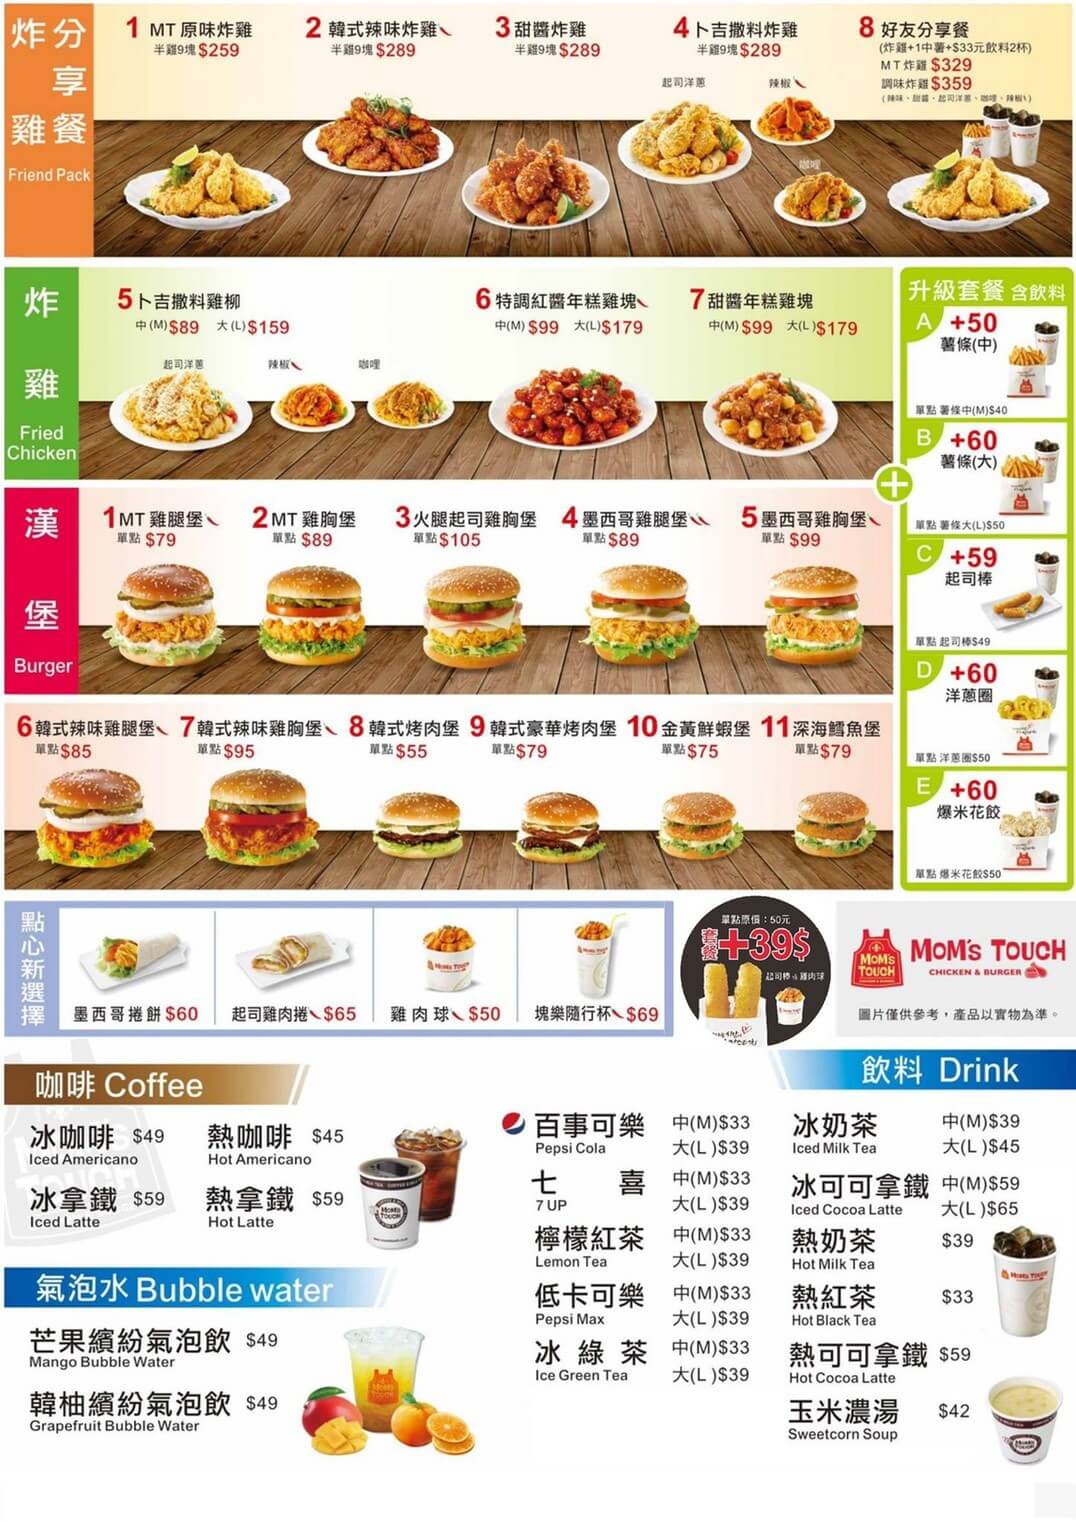 炸雞 分享餐
Friend Pack
1 MT 原味炸雞
半雞9塊$259
2 韓式辣味炸雞
半雞9塊$289
3 甜醬炸雞
半雞9塊$289
4 卜吉撒料炸雞
半雞9塊$289
起司洋蔥
辣椒
咖哩
8 好友分享餐
(炸雞+1中薯+$33元飲料2杯)
MT炸雞 $329
調味炸雞$359
(辣味、甜醬、起司洋蔥、咖哩、辣椒)
炸雞
Fried
Chicken
5 卜吉撒料雞柳
中(M)$89 大(L)$159
起司洋蔥
辣椒
咖哩
6 特調紅醬年糕雞塊
中(M) $99 大(L)$179
7 甜醬年糕雞塊
中(M) $99 大(L)$179
升級套餐 含飲料
A +50
薯條(中)
單點 薯條中(M)$40
B +60
薯條(大)
單點 薯條大(L)$50
C +59
起司棒
單點 起司棒$49
D +60
洋蔥圈
單點 洋蔥圈$50
E +60
爆米花餃
單點 爆米花餃$50
+
漢堡
Burger
1 MT 雞腿堡
單點 $79
2 MT 雞胸堡
單點 $89
3 火腿起司雞胸堡
單點$105
4 墨西哥雞腿堡
單點 $89
5 墨西哥雞胸堡
單點 $99
6 韓式辣味雞腿堡
單點$85
7 韓式辣味雞胸堡
單點$95
8 韓式烤肉堡
單點$55
9 韓式豪華烤肉堡
單點$79
10 金黃鮮蝦堡
單點$75
11 深海鱈魚堡
單點$79
點心新選擇
墨西哥捲餅 $60
起司雞肉捲 $65
雞肉球 $50
塊樂隨行杯 $69
單點原價：50元
套餐+39$
起司棒 雞肉球
MOM'S TOUCH
MOM'S TOUCH
CHICKEN & BURGER
圖片僅供參考，產品以實物為準。
咖啡 Coffee
冰咖啡 $49
Iced Americano
熱咖啡 $45
Hot Americano
冰拿鐵 $59
Iced Latte
熱拿鐵 $59
Hot Latte
氣泡水 Bubble water
芒果繽紛氣泡飲 $49
Mango Bubble Water
韓柚繽紛氣泡飲 $49
Grapefruit Bubble Water
飲料 Drink
百事可樂 中(M)$33
Pepsi Cola 大(L)$39
七喜 中(M)$33
7 UP 大(L)$39
檸檬紅茶 中(M)$33
Lemon Tea 大(L)$39
低卡可樂 中(M)$33
Pepsi Max 大(L)$39
冰綠茶 中(M)$33
Ice Green Tea 大(L)$39
冰奶茶 中(M)$39
Iced Milk Tea 大(L)$45
冰可可拿鐵 中(M)$59
Iced Cocoa Latte 大(L)$65
熱奶茶 $39
Hot Milk Tea
熱紅茶 $33
Hot Black Tea
熱可可拿鐵 $59
Hot Cocoa Latte
玉米濃湯 $42
Sweetcorn Soup